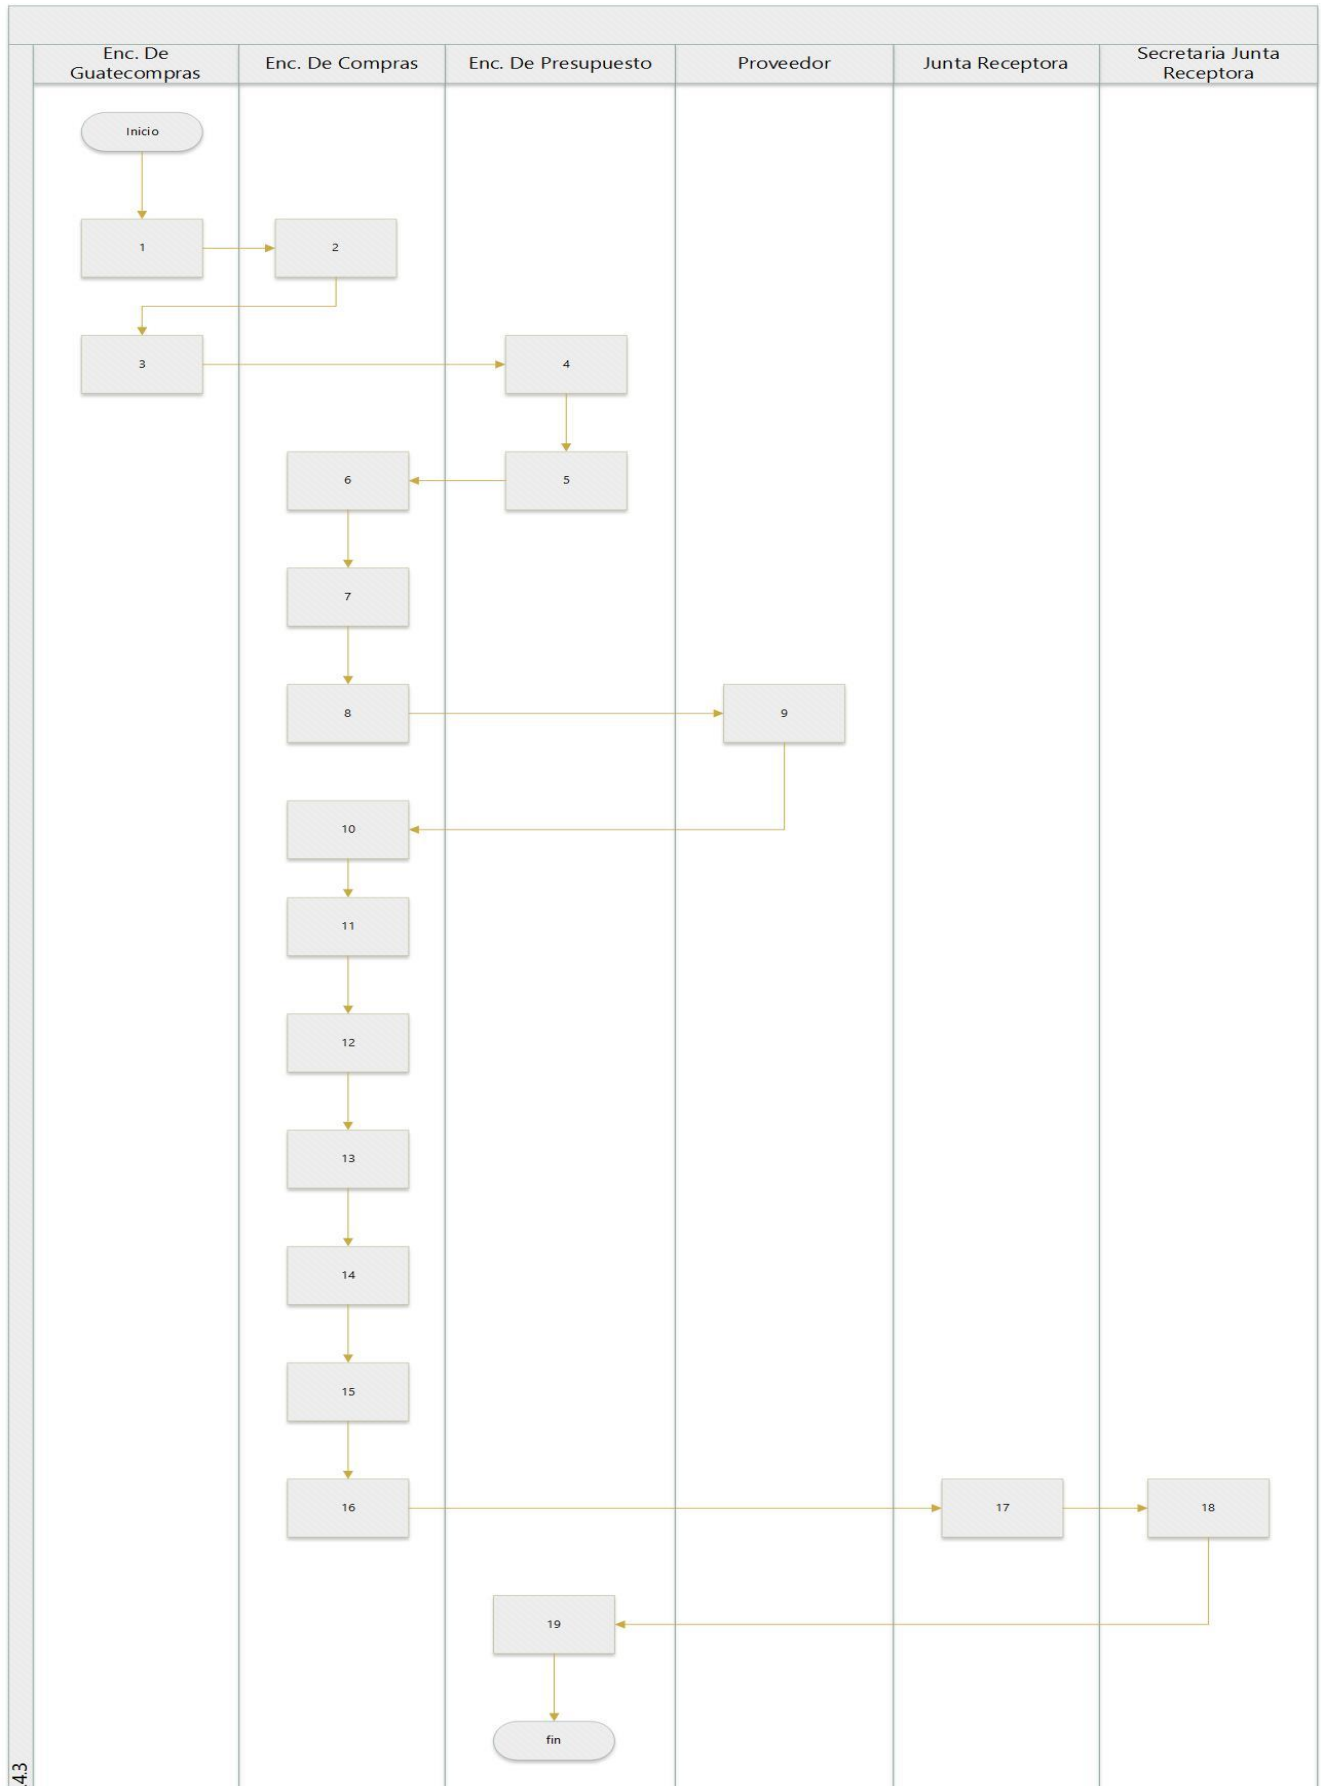 Enc. De
Guatecompras
Enc. De Compras
Enc. De Presupuesto
Proveedor
Junta Receptora
Secretaria Junta
Receptora
Inicio
1
2
3
4
6
5
7
8
9
10
11
12
13
14
15
16
17
18
19
fin
.4.3